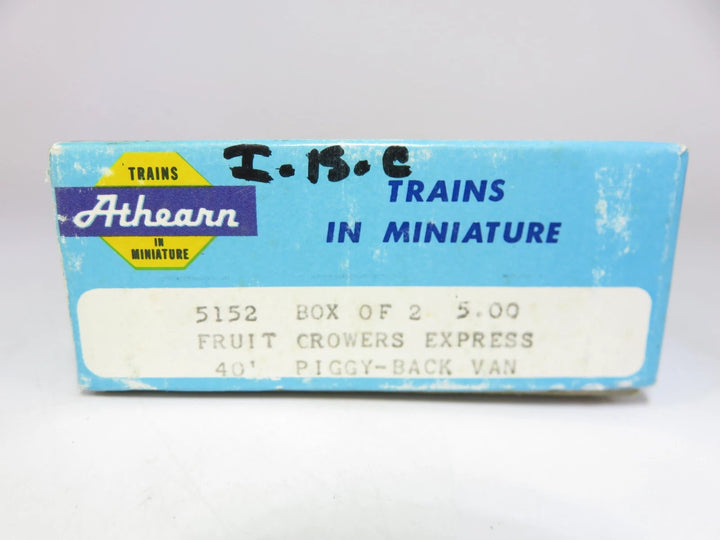 I.B.C
TRAINS
Athearn
IN
MINIATURE
TRAINS
IN MINIATURE
5152 BOX OF 2 5.00
FRUIT CROWERS EXPRESS
40' PIGGY-BACK VAN